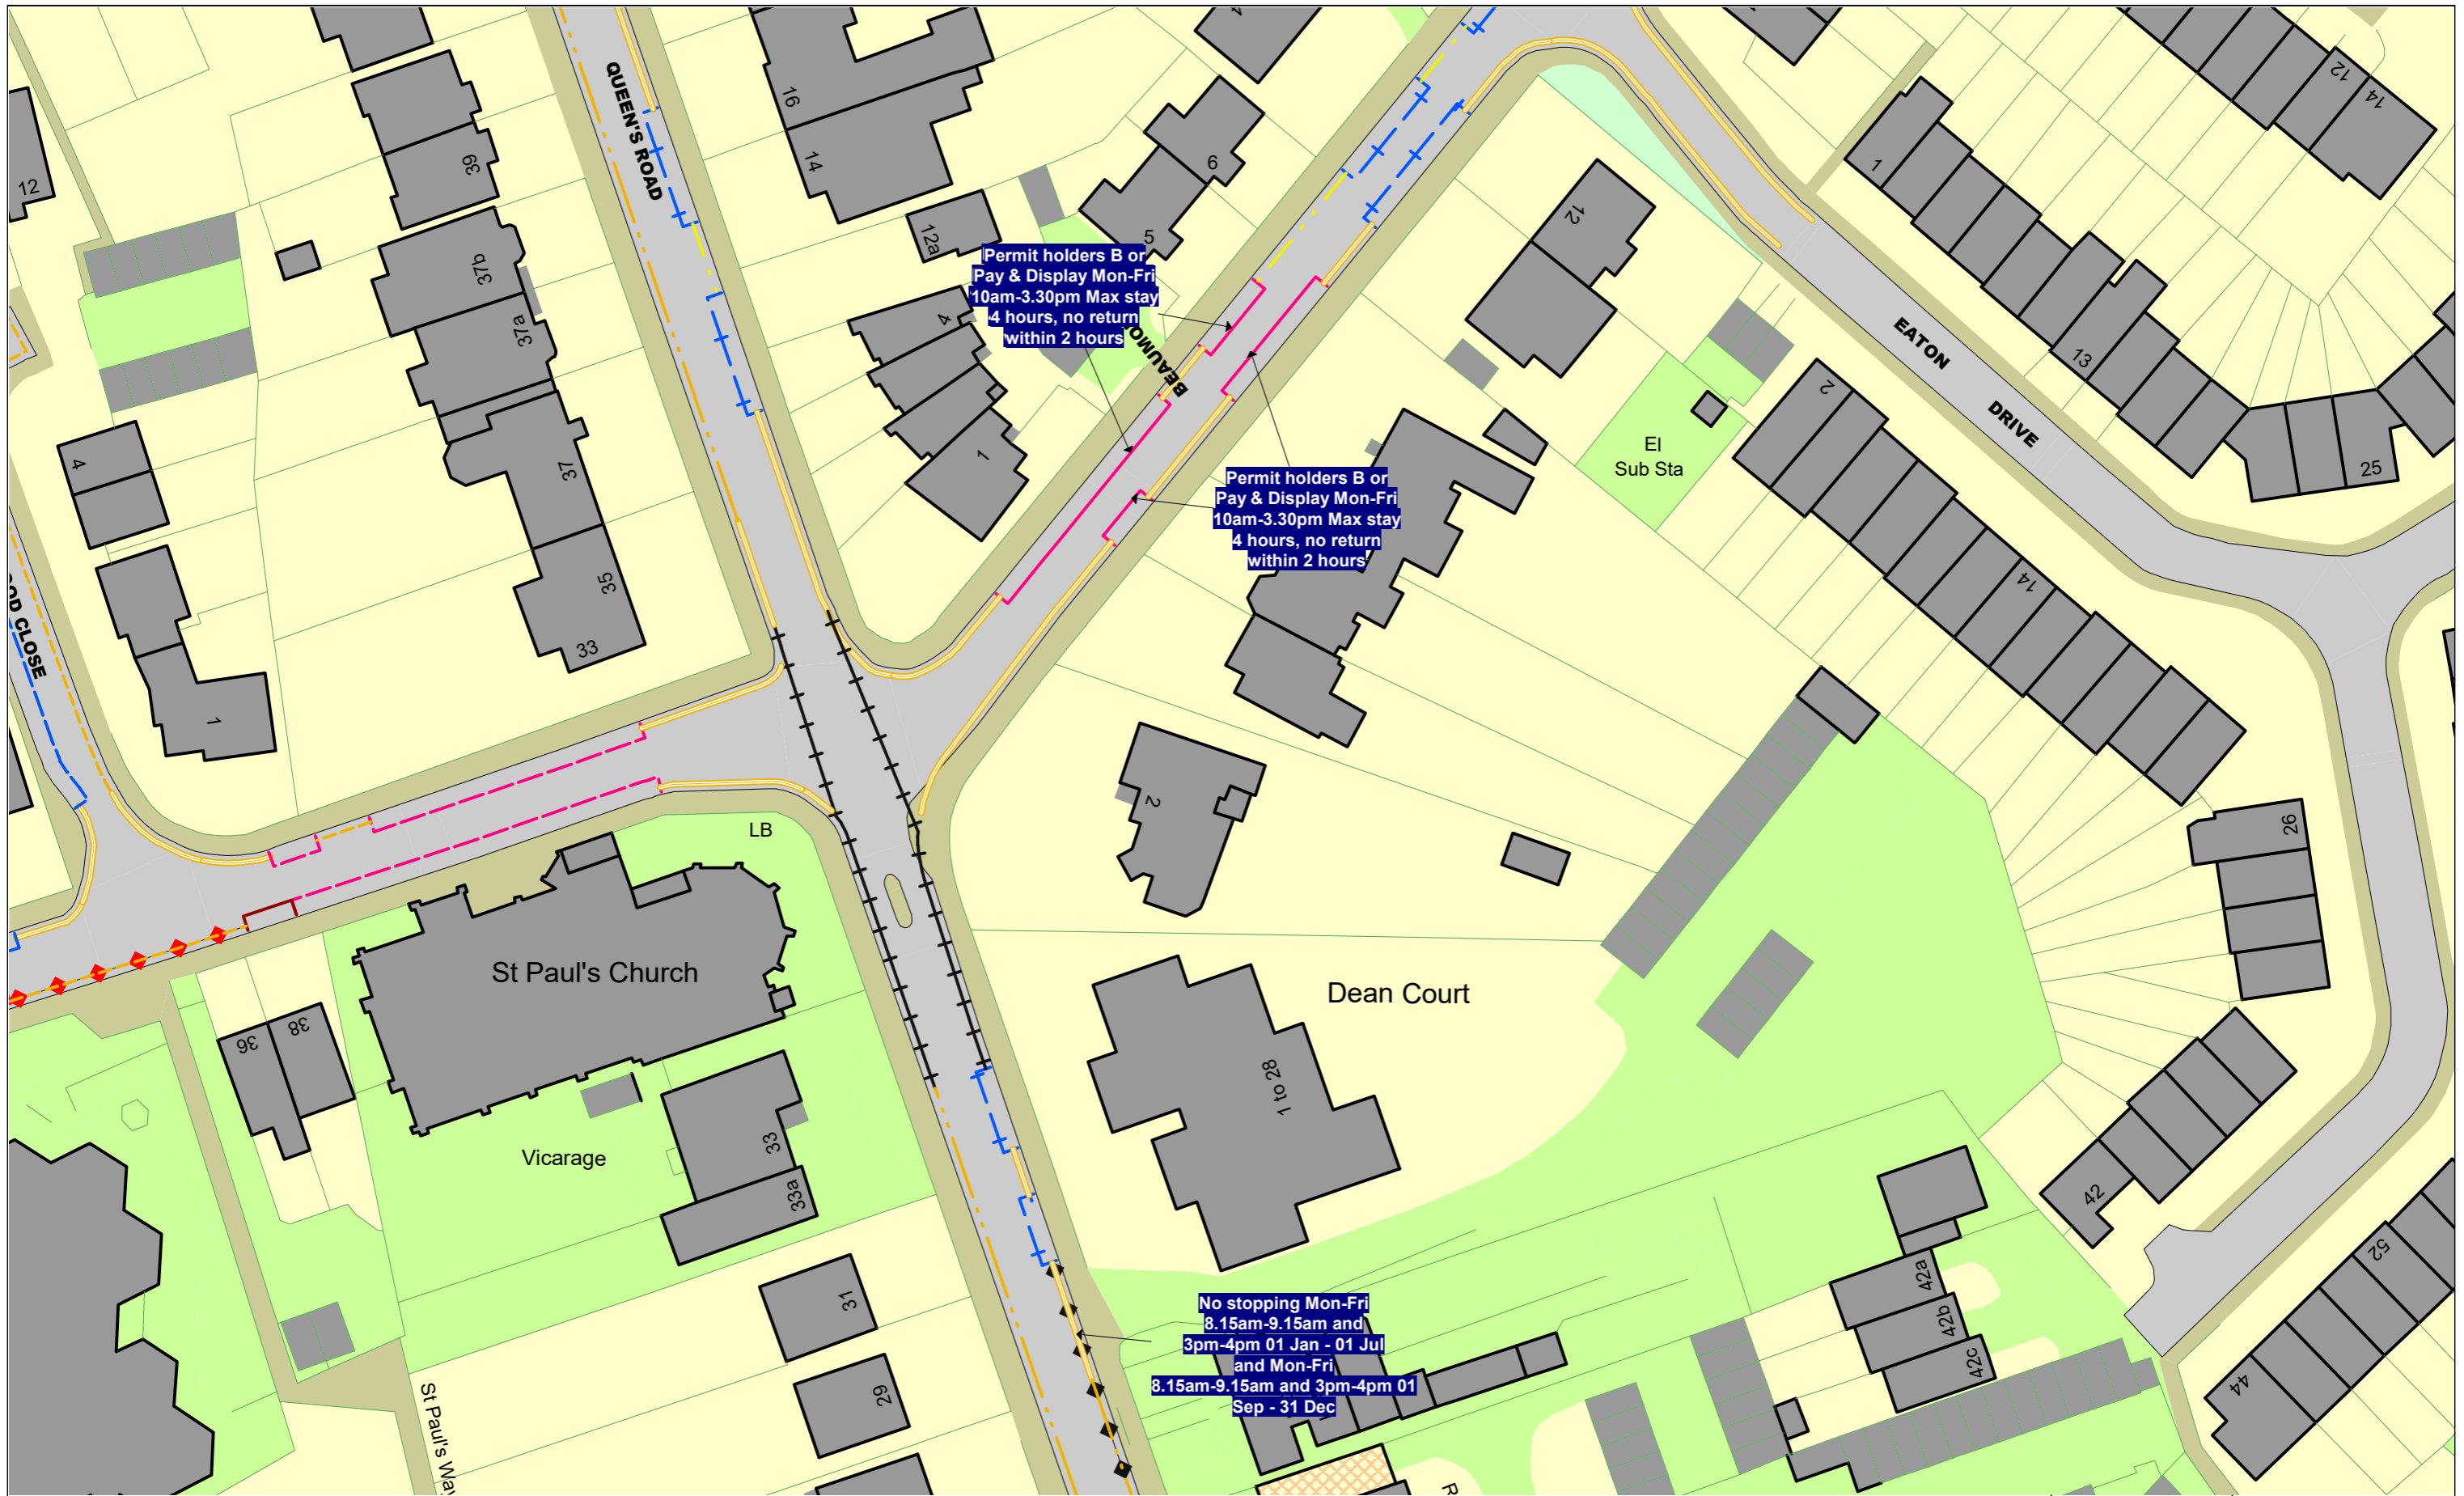 QUEEN'S ROAD
16
14
12a
39
37b
37a
37
35
33
12
4
1
4
1
6
5
12
12
14
1
13
25
EATON
DRIVE
2
14
26
Permit holders B or
Pay & Display Mon-Fri
10am-3.30pm Max stay
4 hours, no return
within 2 hours
BEAUMO
Permit holders B or
Pay & Display Mon-Fri
10am-3.30pm Max stay
4 hours, no return
within 2 hours
El
Sub Sta
OD CLOSE
LB
2
St Paul's Church
Dean Court
36
38
1 to 28
Vicarage
33
33a
31
29
42
42a
42b
42c
52
44
No stopping Mon-Fri
8.15am-9.15am and
3pm-4pm 01 Jan - 01 Jul
and Mon-Fri
8.15am-9.15am and 3pm-4pm 01
Sep - 31 Dec
St Paul's Way
R